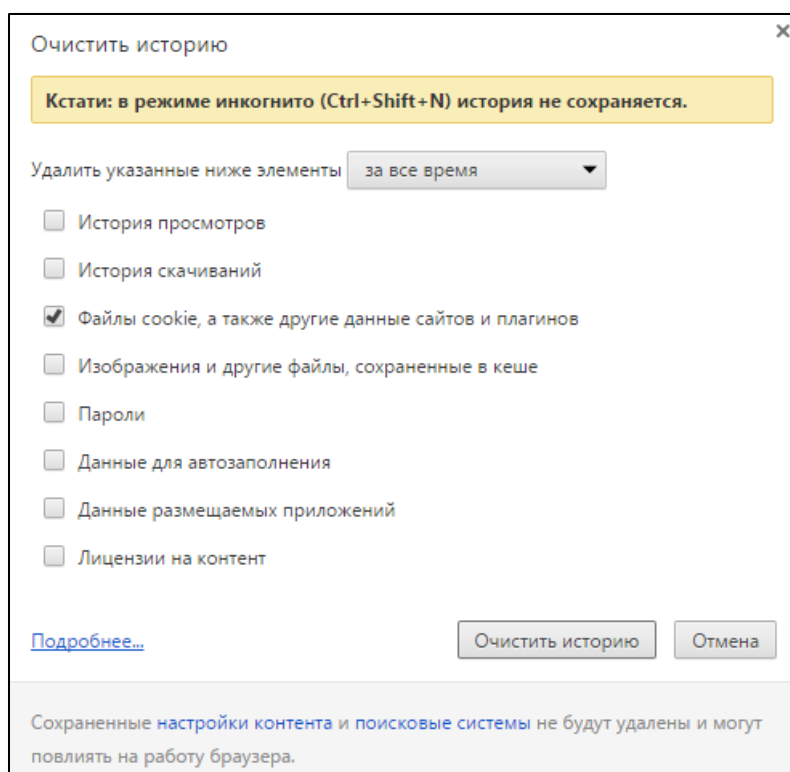 Очистить историю
Кстати: в режиме инкогнито (Ctrl+Shift+N) история не сохраняется.
Удалить указанные ниже элементы за все время
История просмотров
История скачиваний
Файлы cookie, а также другие данные сайтов и плагинов
Изображения и другие файлы, сохраненные в кеше
Пароли
Данные для автозаполнения
Данные размещаемых приложений
Лицензии на контент
Подробнее... Очистить историю Отмена
Сохраненные настройки контента и поисковые системы не будут удалены и могут
повлиять на работу браузера.